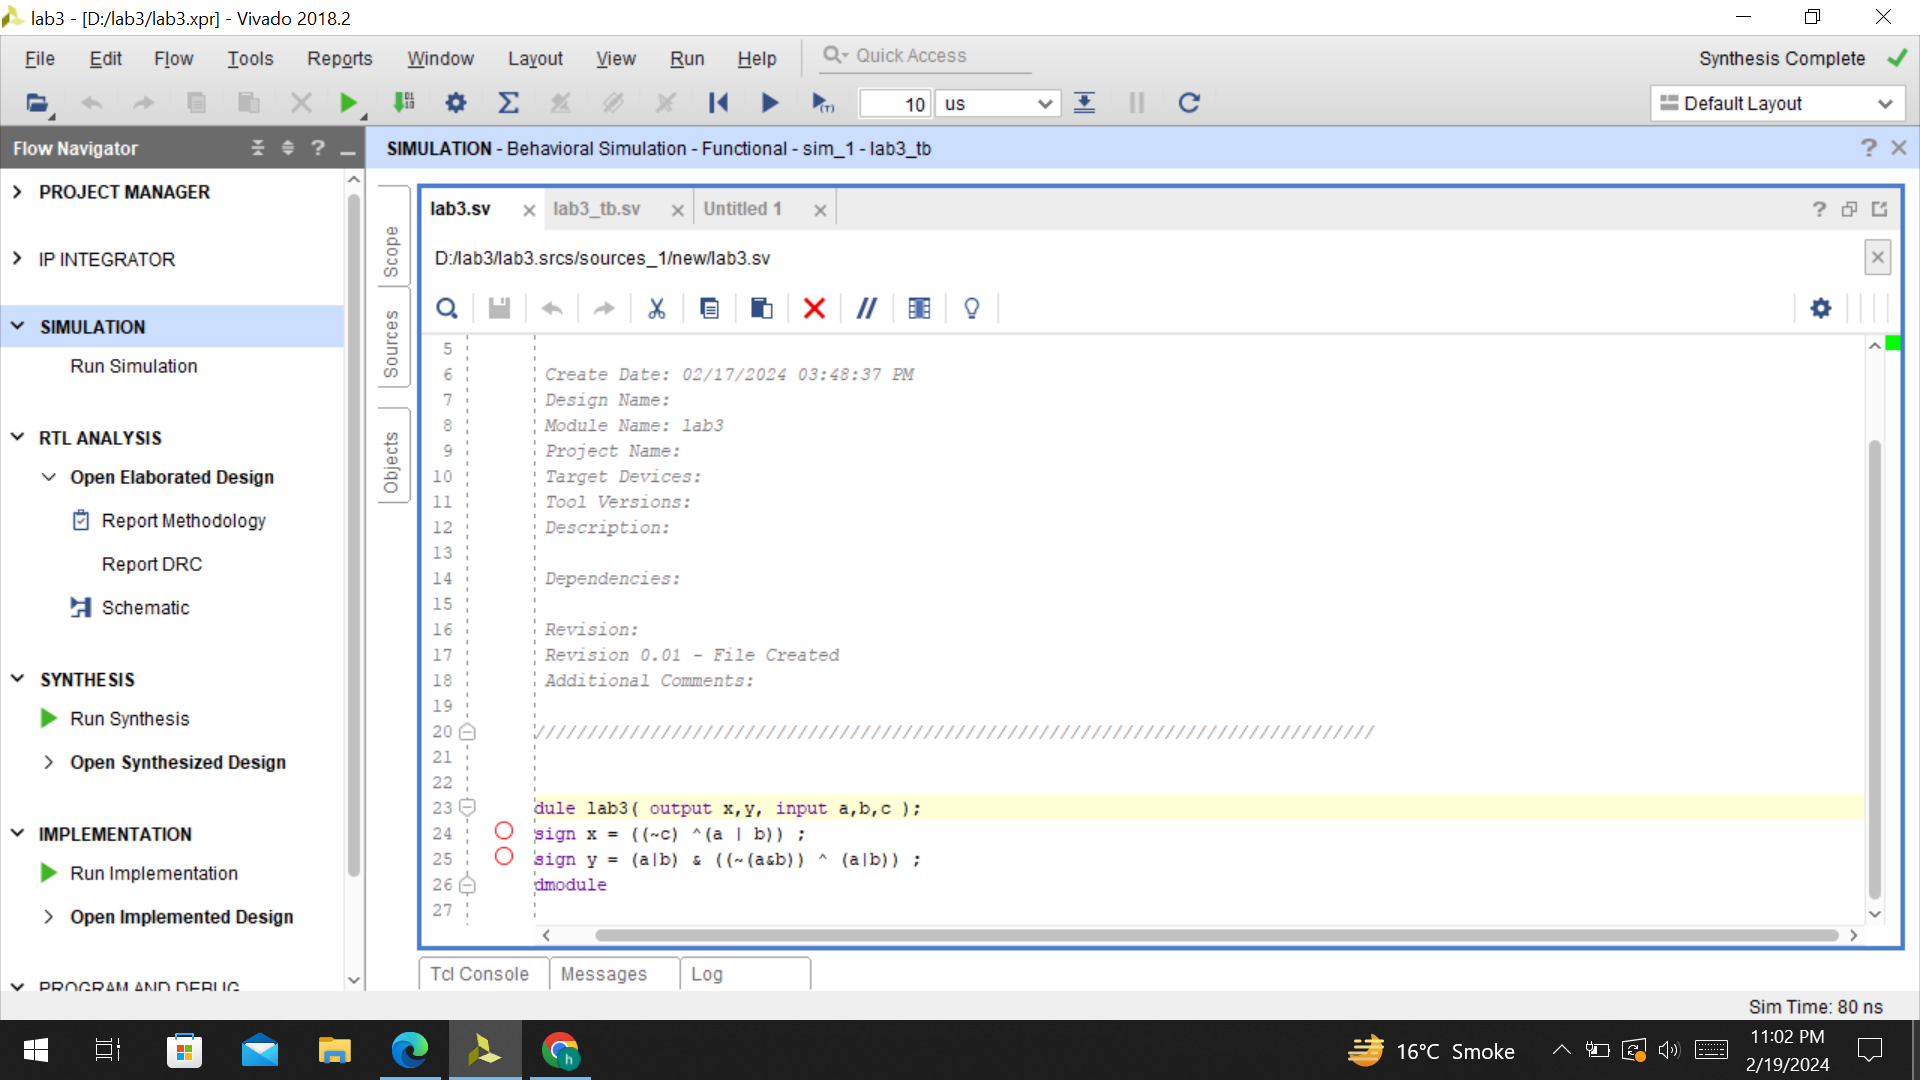 lab3 - [D:/lab3/lab3.xpr] - Vivado 2018.2
File Edit Flow Tools Reports Window Layout View Run Help Quick Access Synthesis Complete
10 us Default Layout
Flow Navigator
SIMULATION - Behavioral Simulation - Functional - sim_1 - lab3_tb
PROJECT MANAGER
IP INTEGRATOR
SIMULATION
Run Simulation
RTL ANALYSIS
Open Elaborated Design
Report Methodology
Report DRC
Schematic
SYNTHESIS
Run Synthesis
Open Synthesized Design
IMPLEMENTATION
Run Implementation
Open Implemented Design
PROGRAM AND DEBUG
Scope
Sources
Objects
lab3.sv lab3_tb.sv Untitled 1
D:/lab3/lab3.srcs/sources_1/new/lab3.sv
5
6 Create Date: 02/17/2024 03:48:37 PM
7 Design Name:
8 Module Name: lab3
9 Project Name:
10 Target Devices:
11 Tool Versions:
12 Description:
13
14 Dependencies:
15
16 Revision:
17 Revision 0.01 - File Created
18 Additional Comments:
19
20 ////////////////////////////////////////////////////////////////////////////////
21
22
23 dule lab3( output x,y, input a,b,c );
24 sign x = ((~c) ^(a | b)) ;
25 sign y = (a|b) & ((~(a&b)) ^ (a|b)) ;
26 dmodule
27
Tcl Console Messages Log
Sim Time: 80 ns
16°C Smoke
11:02 PM
2/19/2024